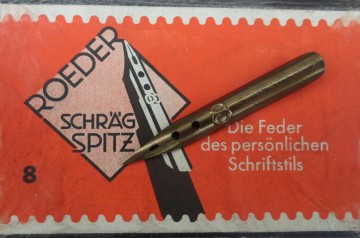 ROEDER
SCHRÄG
SPITZ
Die Feder
des persönlichen
Schriftstils
8